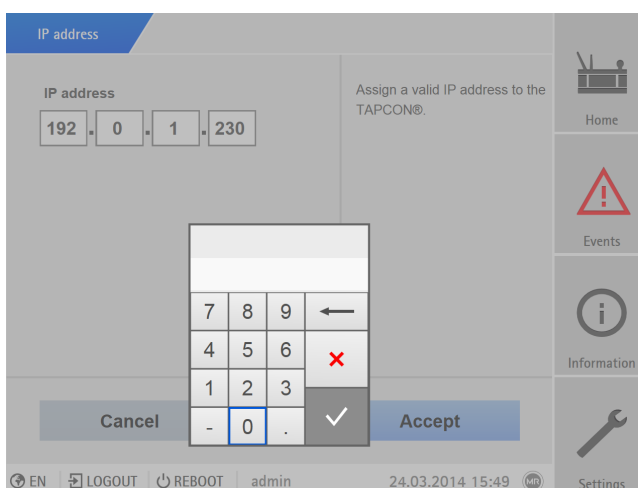 IP address
IP address
192 . 0 . 1 . 230
Assign a valid IP address to the
TAPCON®.
Home
Events
Information
Settings
7 8 9
4 5 6
1 2 3
- 0 .
Cancel
Accept
EN LOGOUT REBOOT admin 24.03.2014 15:49 MR